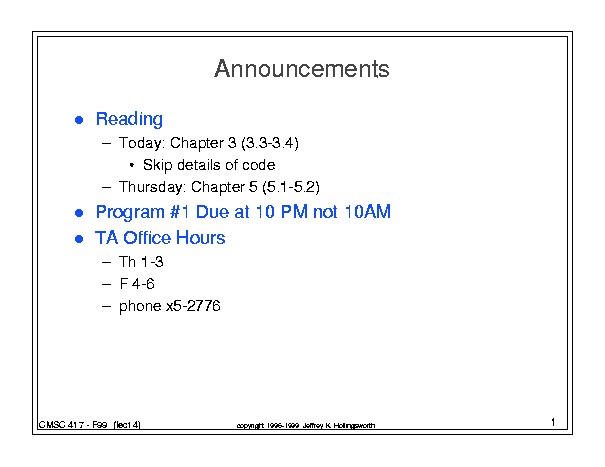 Announcements
● Reading
– Today: Chapter 3 (3.3-3.4)
• Skip details of code
– Thursday: Chapter 5 (5.1-5.2)
● Program #1 Due at 10 PM not 10AM
● TA Office Hours
– Th 1-3
– F 4-6
– phone x5-2776
CMSC 417 - F99 (lect 4)
copyright 1996-1999 Jeffrey K. Hollingsworth
1